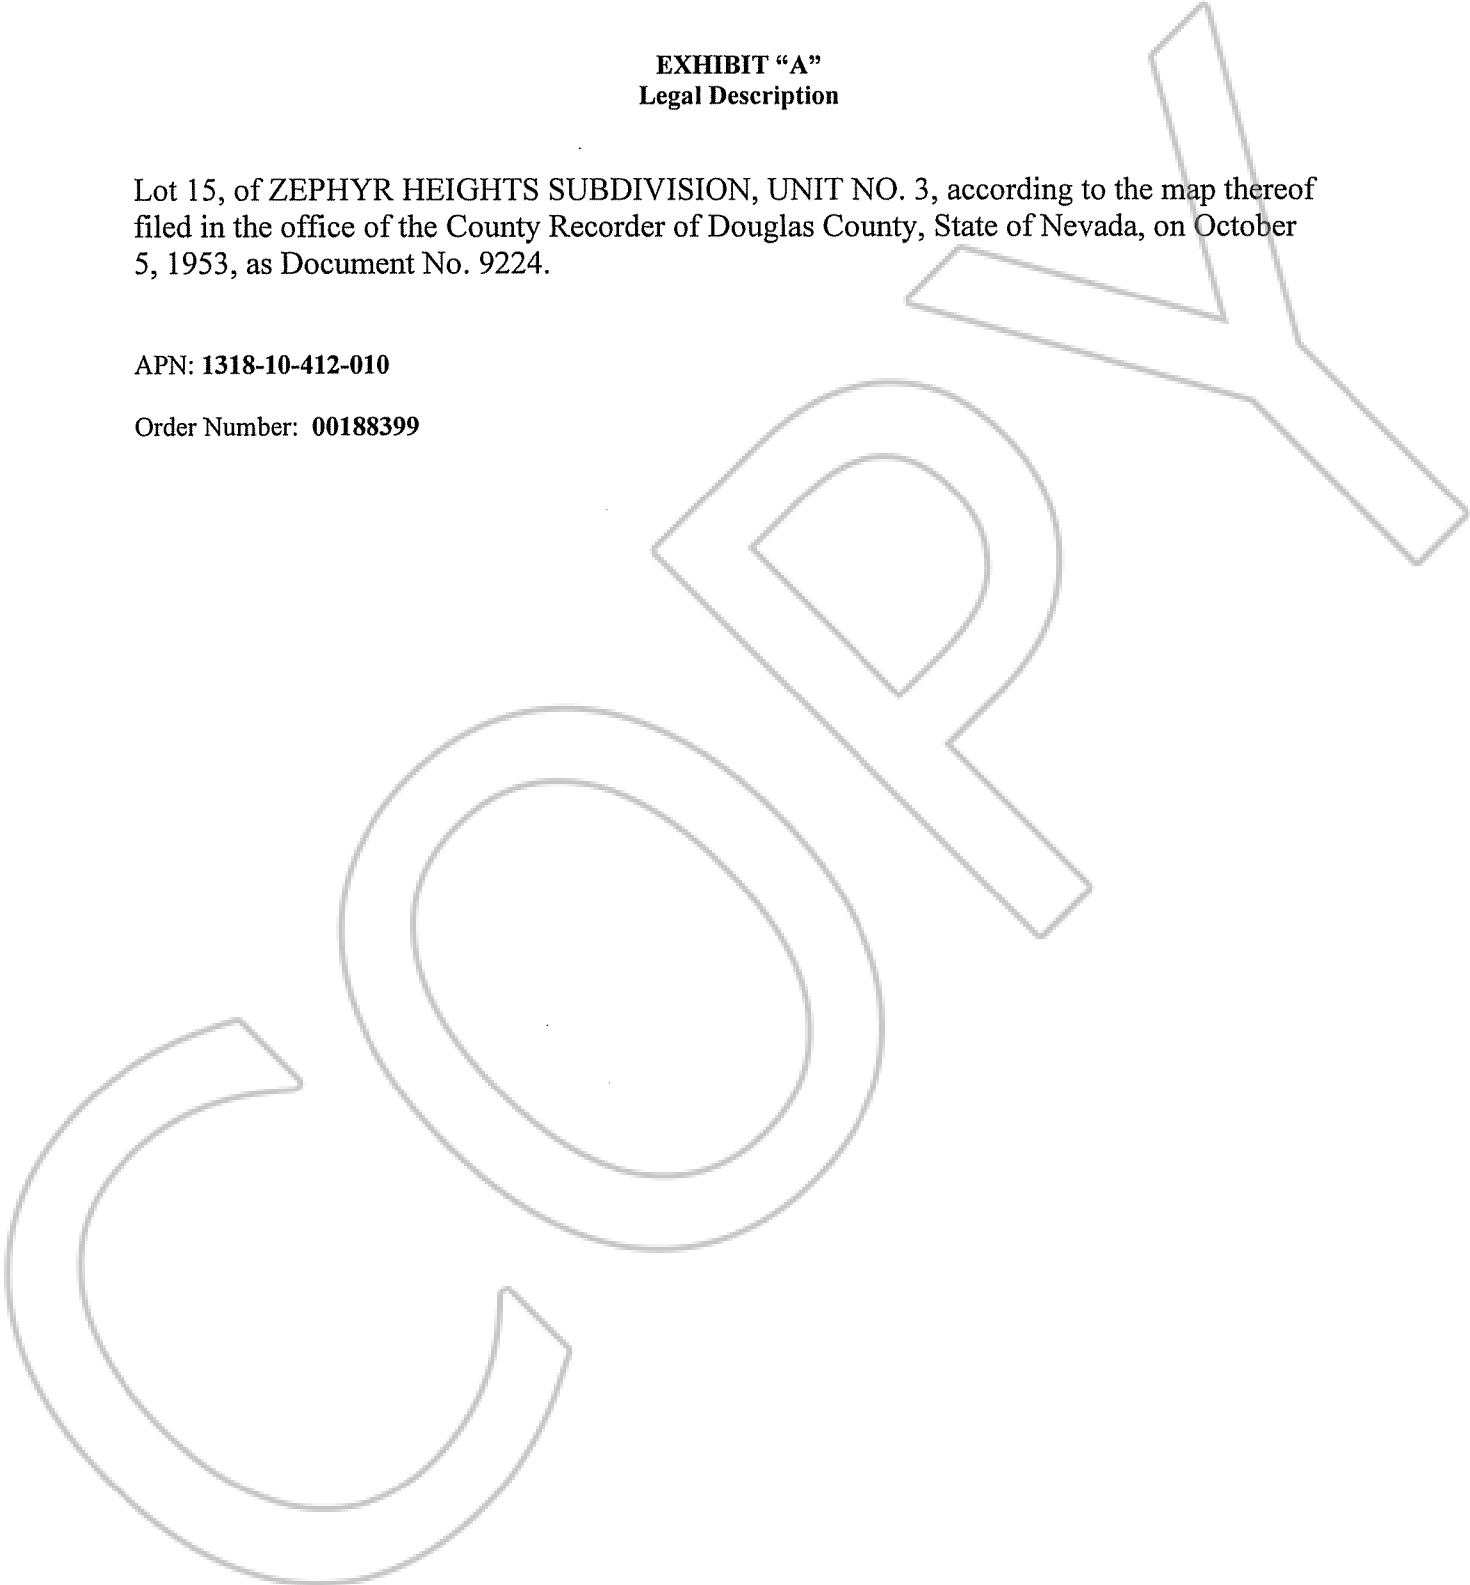 EXHIBIT “A”
Legal Description
Lot 15, of ZEPHYR HEIGHTS SUBDIVISION, UNIT NO. 3, according to the map thereof
filed in the office of the County Recorder of Douglas County, State of Nevada, on October
5, 1953, as Document No. 9224.
APN: 1318-10-412-010
Order Number: 00188399
COPY